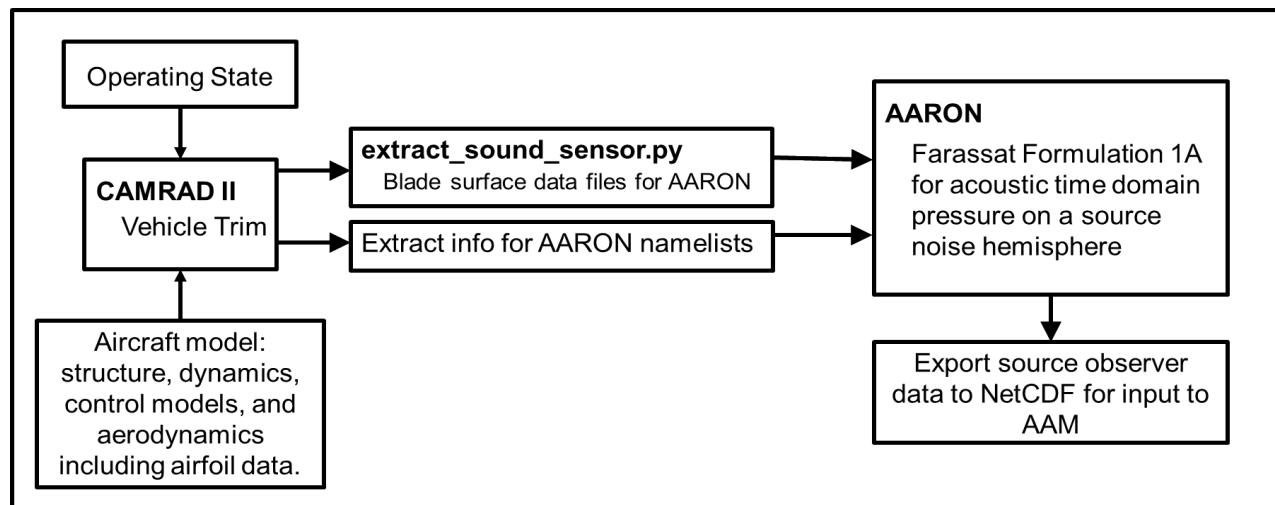 Operating State
CAMRAD II
Vehicle Trim
Aircraft model:
structure, dynamics,
control models, and
aerodynamics
including airfoil data.
extract_sound_sensor.py
Blade surface data files for AARON
Extract info for AARON namelists
AARON
Farassat Formulation 1A
for acoustic time domain
pressure on a source
noise hemisphere
Export source observer
data to NetCDF for input to
AAM